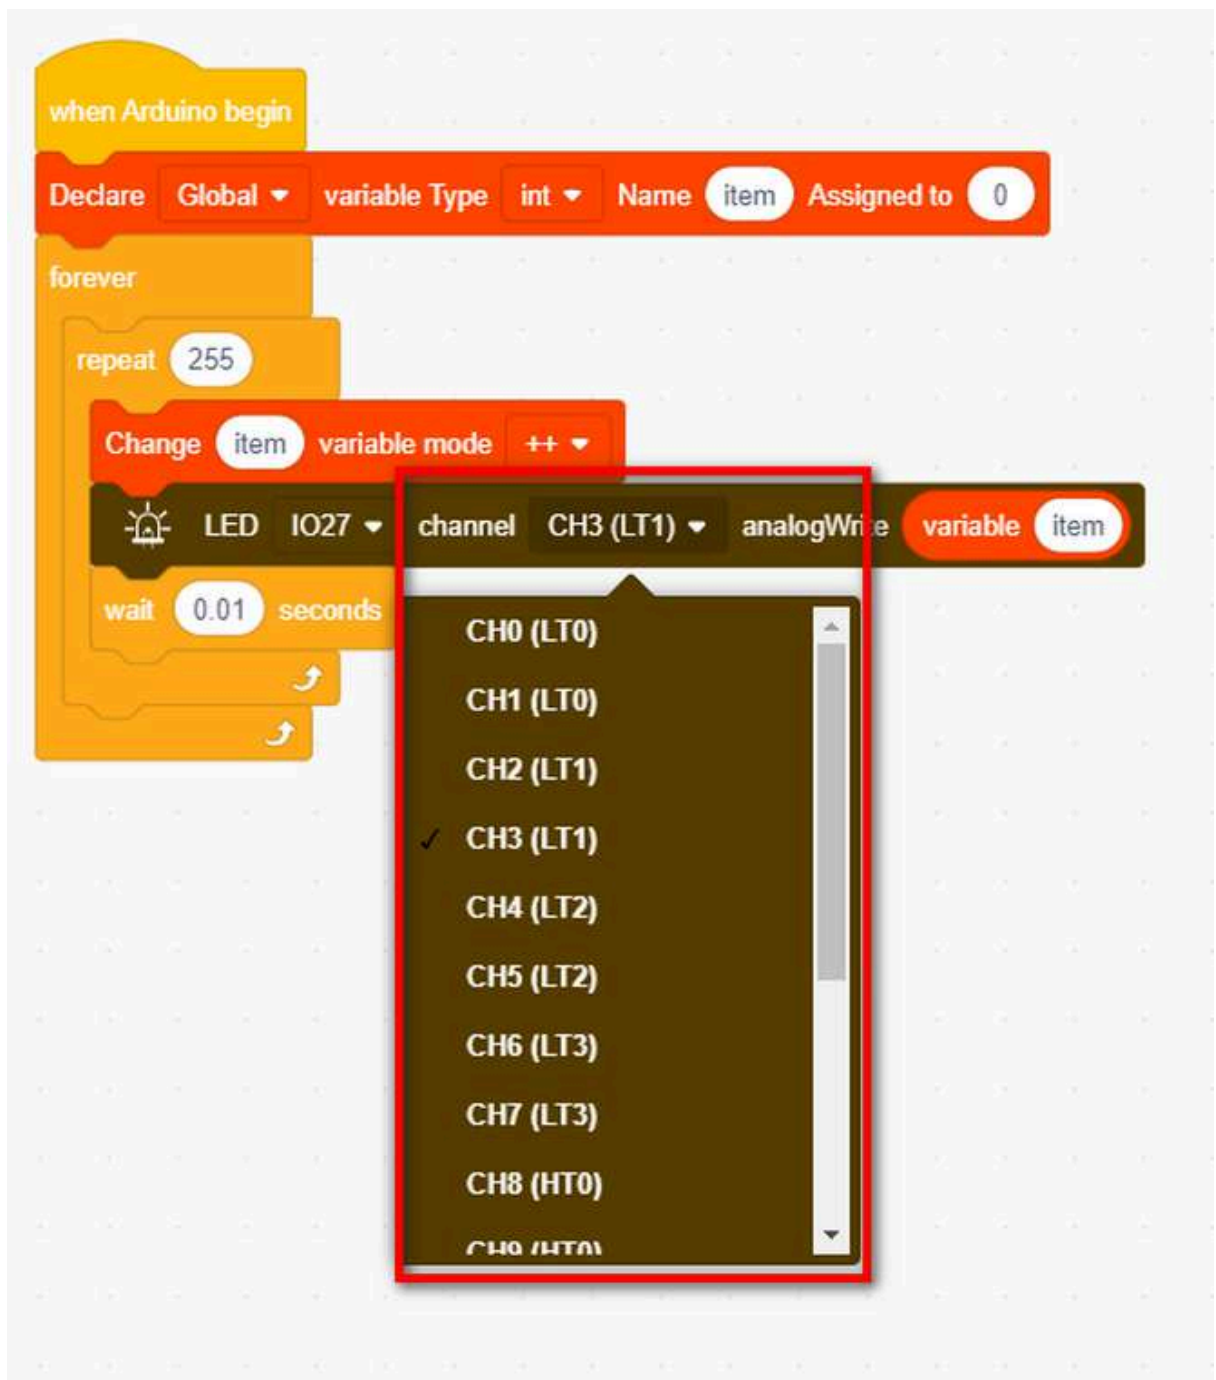 when Arduino begin
Declare Global variable Type int Name item Assigned to 0
forever
repeat 255
Change item variable mode ++
LED IO27 channel CH3 (LT1) analogWrite variable item
wait 0.01 seconds
CH0 (LT0)
CH1 (LT0)
CH2 (LT1)
CH3 (LT1)
CH4 (LT2)
CH5 (LT2)
CH6 (LT3)
CH7 (LT3)
CH8 (HT0)
CH9 (HT0)